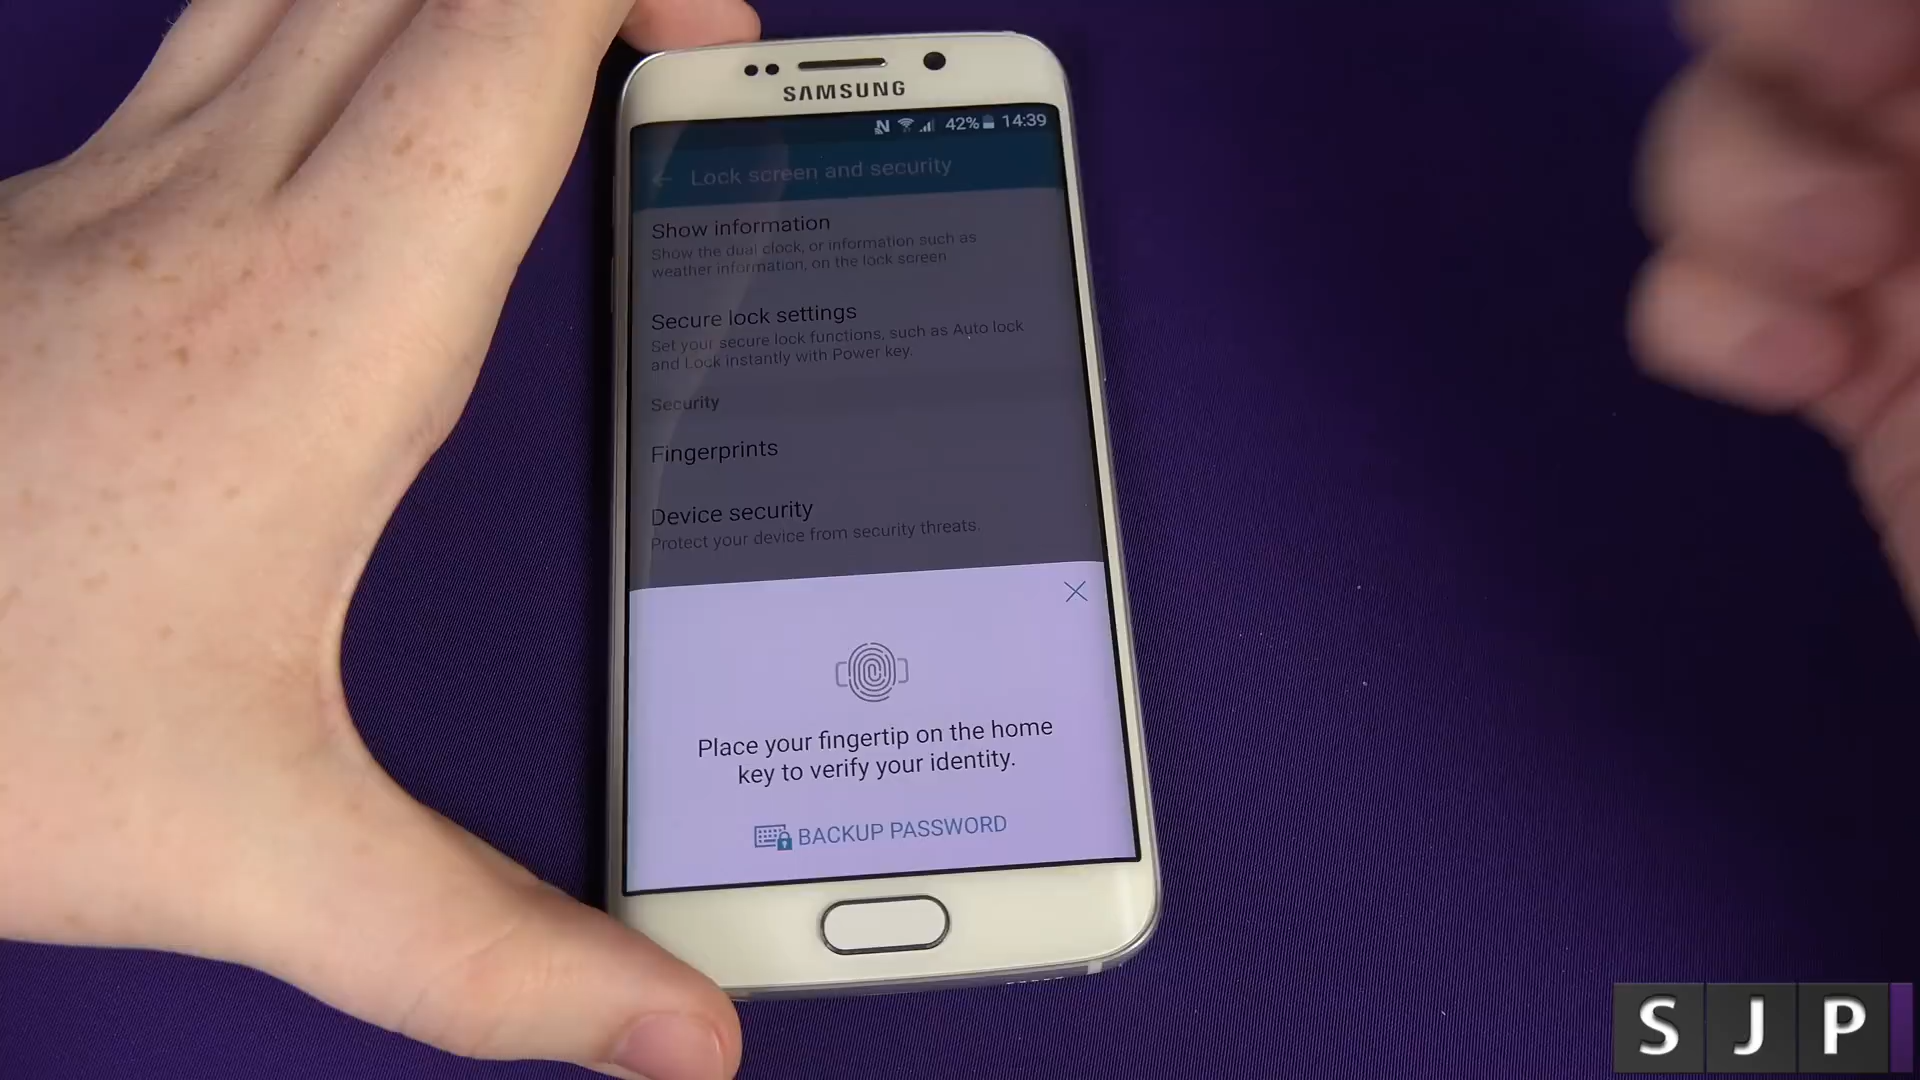 SAMSUNG
42% 14:39
Lock screen and security
Show information
Show the dual clock, or information such as
weather information, on the lock screen
Secure lock settings
Set your secure lock functions, such as Auto lock
and Lock instantly with Power key.
Security
Fingerprints
Device security
Protect your device from security threats.
Place your fingertip on the home
key to verify your identity.
BACKUP PASSWORD
SJP